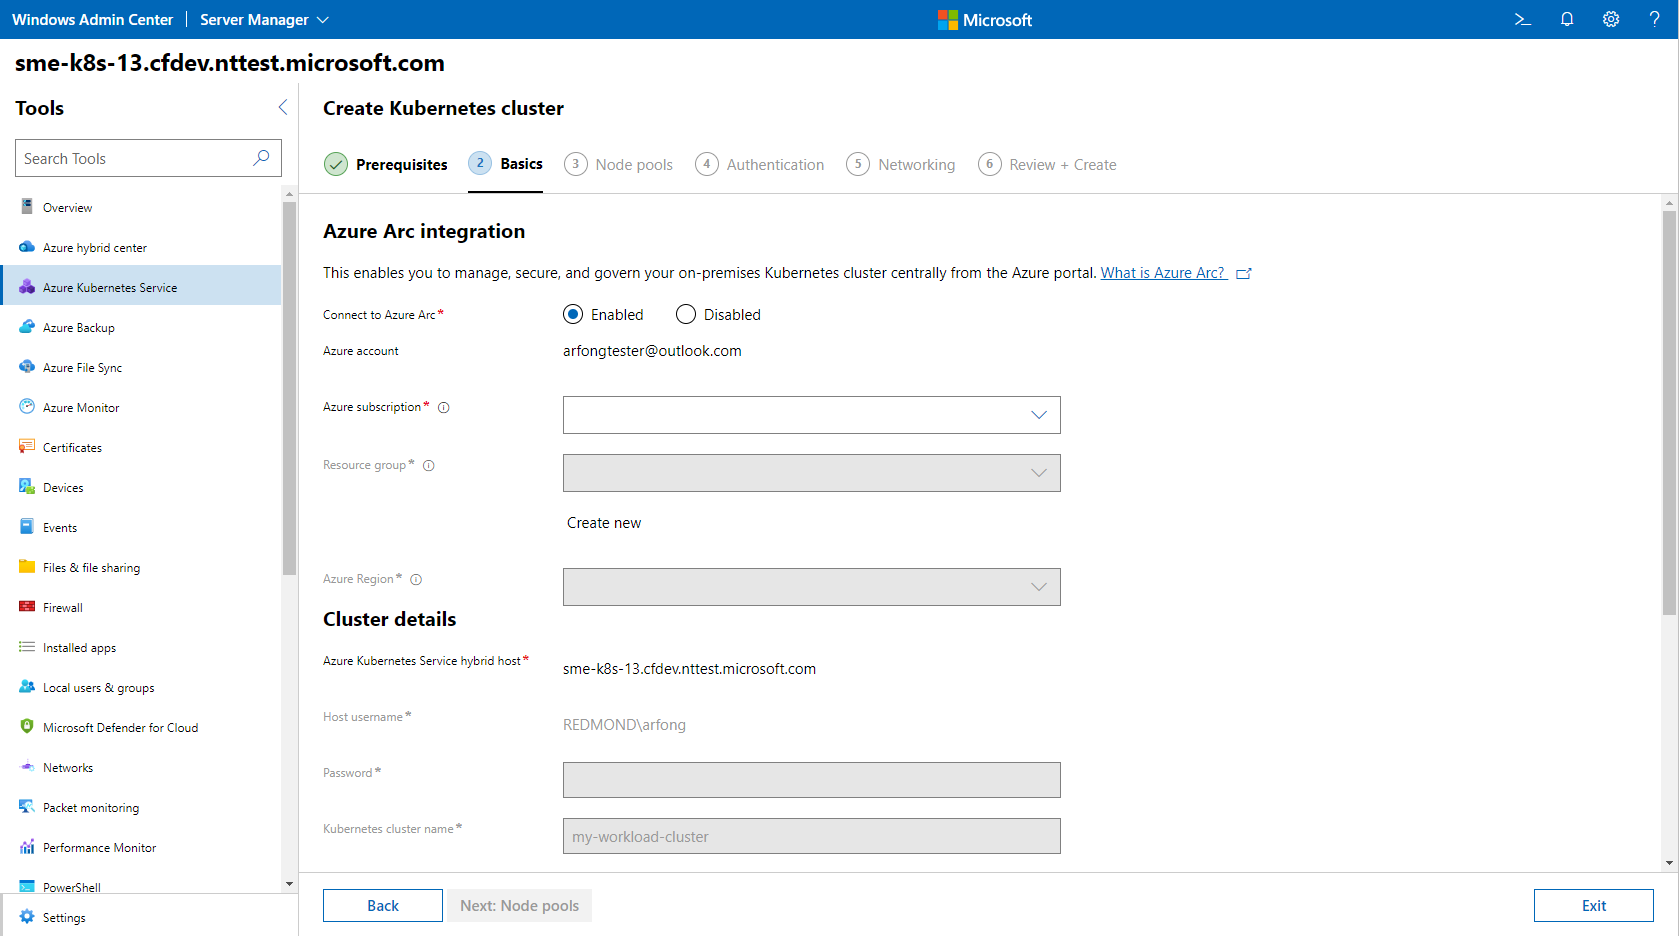 Windows Admin Center | Server Manager
Microsoft
>_ ?
sme-k8s-13.cfdev.nttest.microsoft.com
Tools
Search Tools
Overview
Azure hybrid center
Azure Kubernetes Service
Azure Backup
Azure File Sync
Azure Monitor
Certificates
Devices
Events
Files & file sharing
Firewall
Installed apps
Local users & groups
Microsoft Defender for Cloud
Networks
Packet monitoring
Performance Monitor
PowerShell
Settings
Create Kubernetes cluster
Prerequisites 2 Basics 3 Node pools 4 Authentication 5 Networking 6 Review + Create
Azure Arc integration
This enables you to manage, secure, and govern your on-premises Kubernetes cluster centrally from the Azure portal. What is Azure Arc?
Connect to Azure Arc* Enabled Disabled
Azure account arfongtester@outlook.com
Azure subscription*
Resource group*
Create new
Azure Region*
Cluster details
Azure Kubernetes Service hybrid host* sme-k8s-13.cfdev.nttest.microsoft.com
Host username* REDMOND\arfong
Password*
Kubernetes cluster name* my-workload-cluster
Back Next: Node pools Exit